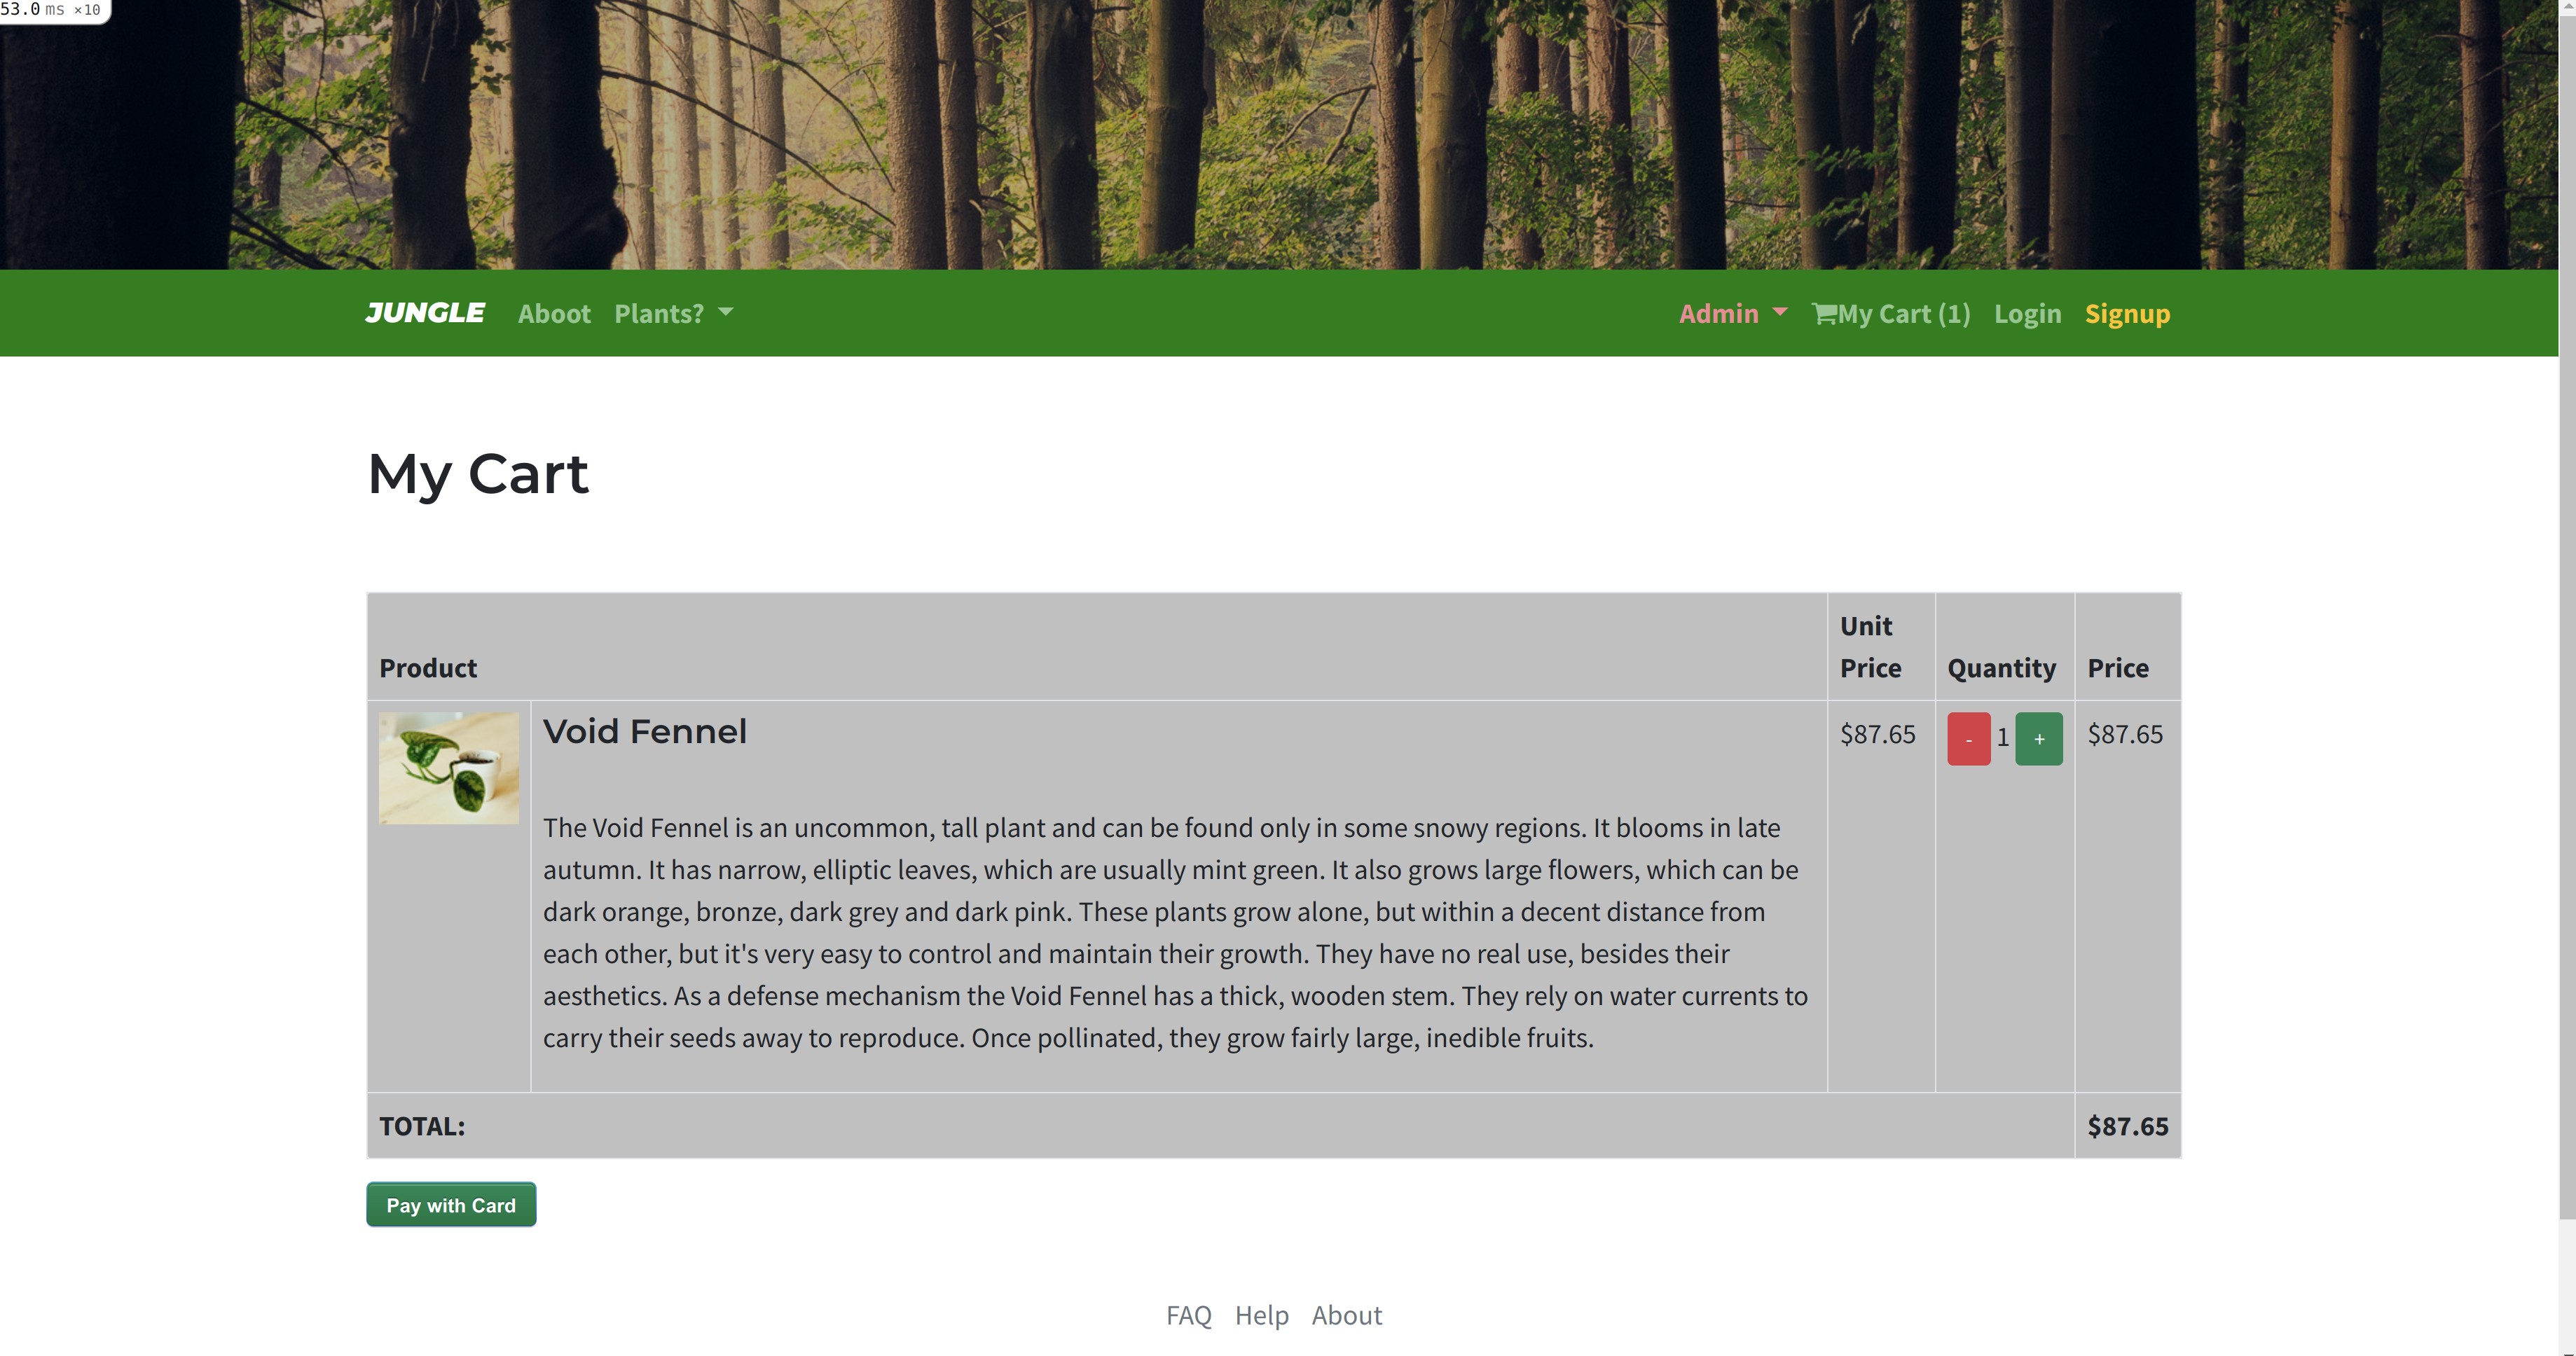 53.0 ms ×10
JUNGLE Aboot Plants? Admin My Cart (1) Login Signup
My Cart
Product Unit Price Quantity Price
Void Fennel $87.65 - 1 + $87.65
The Void Fennel is an uncommon, tall plant and can be found only in some snowy regions. It blooms in late
autumn. It has narrow, elliptic leaves, which are usually mint green. It also grows large flowers, which can be
dark orange, bronze, dark grey and dark pink. These plants grow alone, but within a decent distance from
each other, but it's very easy to control and maintain their growth. They have no real use, besides their
aesthetics. As a defense mechanism the Void Fennel has a thick, wooden stem. They rely on water currents to
carry their seeds away to reproduce. Once pollinated, they grow fairly large, inedible fruits.
TOTAL: $87.65
Pay with Card
FAQ Help About